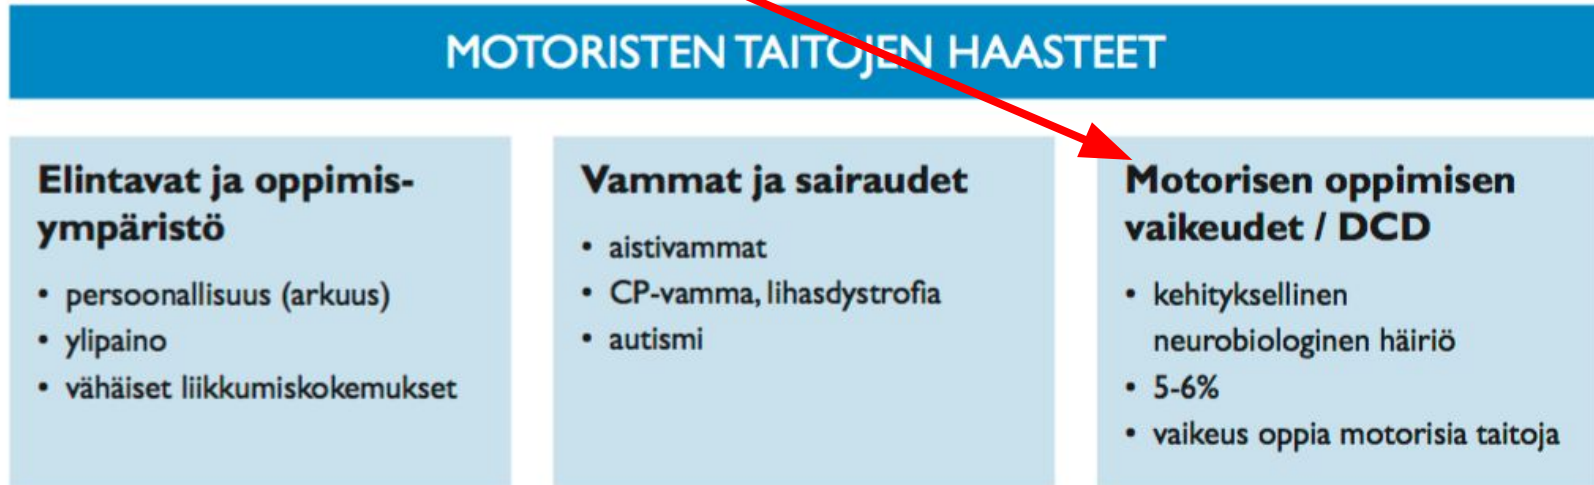 MOTORISTEN TAITOJEN HAASTEET
Elintavat ja oppimis-
ympäristö
• persoonallisuus (arkuus)
• ylipaino
• vähäiset liikkumiskokemukset
Vammat ja sairaudet
• aistivammat
• CP-vamma, lihasdystrofia
• autismi
Motorisen oppimisen
vaikeudet / DCD
• kehityksellinen
neurobiologinen häiriö
• 5-6%
• vaikeus oppia motorisia taitoja